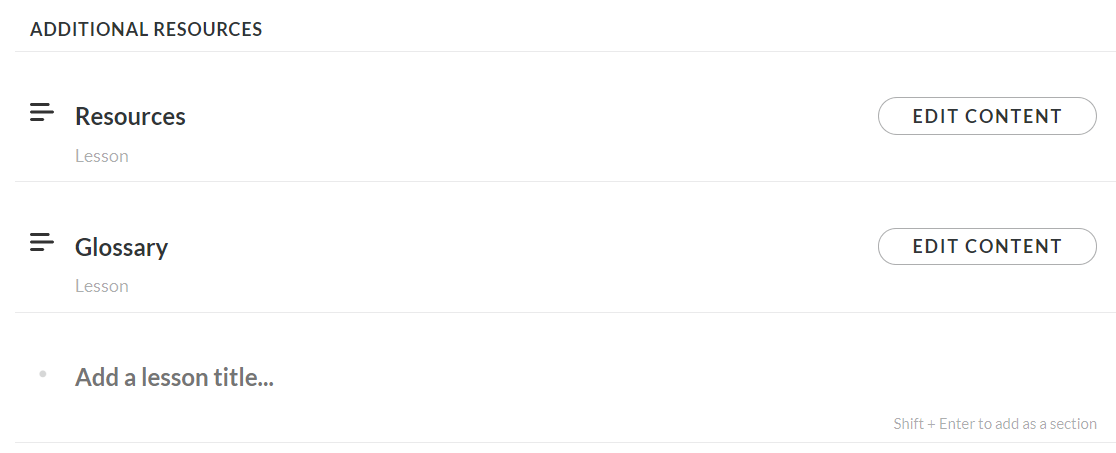 ADDITIONAL RESOURCES
Resources
EDIT CONTENT
Lesson
Glossary
EDIT CONTENT
Lesson
Add a lesson title...
Shift + Enter to add as a section